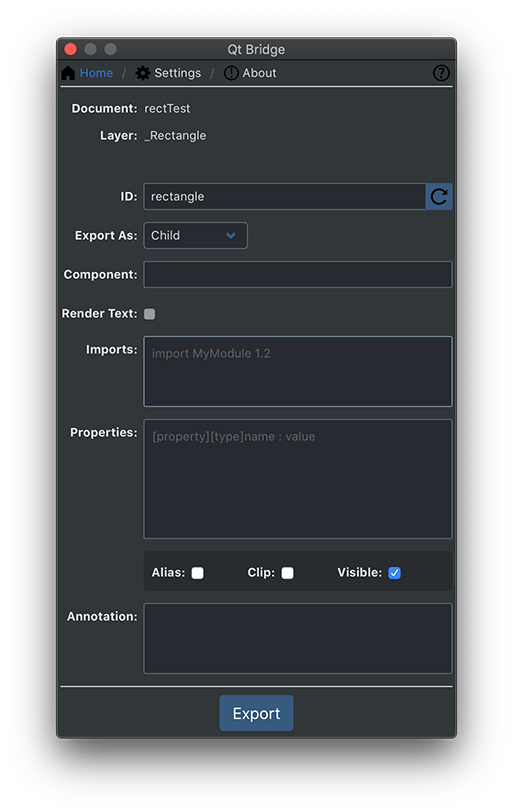 Qt Bridge
Home / Settings / About
Document: rectTest
Layer: _Rectangle
ID: rectangle
Export As: Child
Component:
Render Text:
Imports: import MyModule 1.2
Properties: [property][type]name : value
Alias: Clip: Visible:
Annotation:
Export